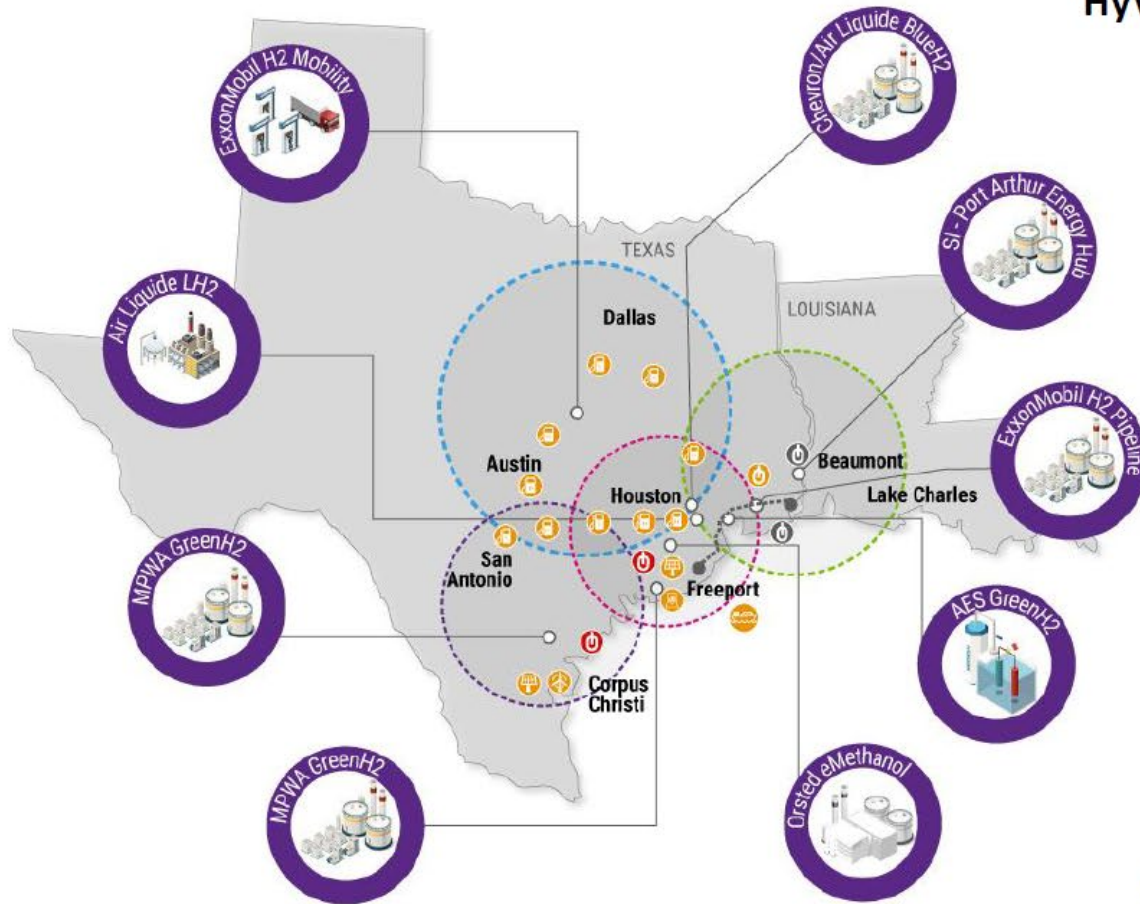 ExxonMobil H2 Mobility
Chevron/Air Liquide BlueH2
SI - Port Arthur Energy Hub
Air Liquide LH2
TEXAS
LOUISIANA
Dallas
Austin
Houston
Beaumont
Lake Charles
ExxonMobil H2 Pipeline
San
Antonio
Freeport
MPWA GreenH2
AES GreenH2
Corpus
Christi
MPWA GreenH2
Orsted eMethanol